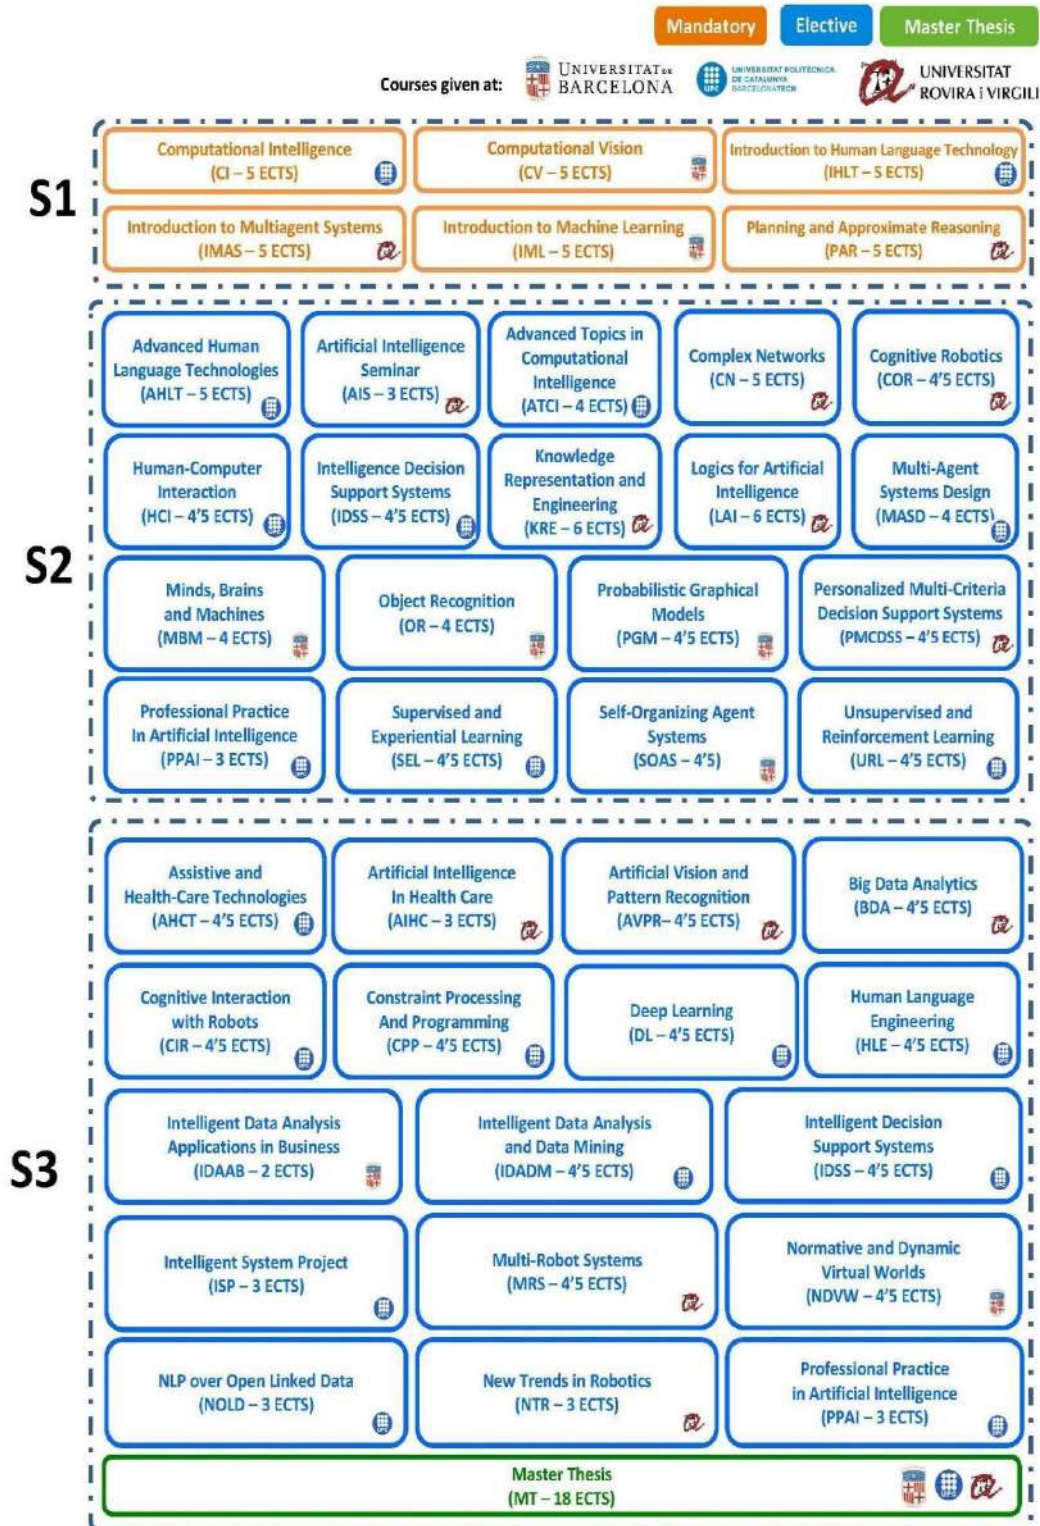 Mandatory
Elective
Master Thesis
Courses given at:
UNIVERSITAT DE
BARCELONA
UPC
UNIVERSITAT POLITÈCNICA
DE CATALUNYA
BARCELONATECH
UNIVERSITAT
ROVIRA i VIRGILI
S1
Computational Intelligence
(CI – 5 ECTS)
Computational Vision
(CV – 5 ECTS)
Introduction to Human Language Technology
(IHLT – 5 ECTS)
Introduction to Multiagent Systems
(IMAS – 5 ECTS)
Introduction to Machine Learning
(IML – 5 ECTS)
Planning and Approximate Reasoning
(PAR – 5 ECTS)
S2
Advanced Human
Language Technologies
(AHLT – 5 ECTS)
Artificial Intelligence
Seminar
(AIS – 3 ECTS)
Advanced Topics in
Computational
Intelligence
(ATCI – 4 ECTS)
Complex Networks
(CN – 5 ECTS)
Cognitive Robotics
(COR – 4'5 ECTS)
Human-Computer
Interaction
(HCI – 4'5 ECTS)
Intelligence Decision
Support Systems
(IDSS – 4'5 ECTS)
Knowledge
Representation and
Engineering
(KRE – 6 ECTS)
Logics for Artificial
Intelligence
(LAI – 6 ECTS)
Multi-Agent
Systems Design
(MASD – 4 ECTS)
Minds, Brains
and Machines
(MBM – 4 ECTS)
Object Recognition
(OR – 4 ECTS)
Probabilistic Graphical
Models
(PGM – 4'5 ECTS)
Personalized Multi-Criteria
Decision Support Systems
(PMCDSS – 4'5 ECTS)
Professional Practice
In Artificial Intelligence
(PPAI – 3 ECTS)
Supervised and
Experiential Learning
(SEL – 4'5 ECTS)
Self-Organizing Agent
Systems
(SOAS – 4'5)
Unsupervised and
Reinforcement Learning
(URL – 4'5 ECTS)
S3
Assistive and
Health-Care Technologies
(AHCT – 4'5 ECTS)
Artificial Intelligence
In Health Care
(AIHC – 3 ECTS)
Artificial Vision and
Pattern Recognition
(AVPR– 4'5 ECTS)
Big Data Analytics
(BDA – 4'5 ECTS)
Cognitive Interaction
with Robots
(CIR – 4'5 ECTS)
Constraint Processing
And Programming
(CPP – 4'5 ECTS)
Deep Learning
(DL – 4'5 ECTS)
Human Language
Engineering
(HLE – 4'5 ECTS)
Intelligent Data Analysis
Applications in Business
(IDAAB – 2 ECTS)
Intelligent Data Analysis
and Data Mining
(IDADM – 4'5 ECTS)
Intelligent Decision
Support Systems
(IDSS – 4'5 ECTS)
Intelligent System Project
(ISP – 3 ECTS)
Multi-Robot Systems
(MRS – 4'5 ECTS)
Normative and Dynamic
Virtual Worlds
(NDVW – 4'5 ECTS)
NLP over Open Linked Data
(NOLD – 3 ECTS)
New Trends in Robotics
(NTR – 3 ECTS)
Professional Practice
in Artificial Intelligence
(PPAI – 3 ECTS)
Master Thesis
(MT – 18 ECTS)